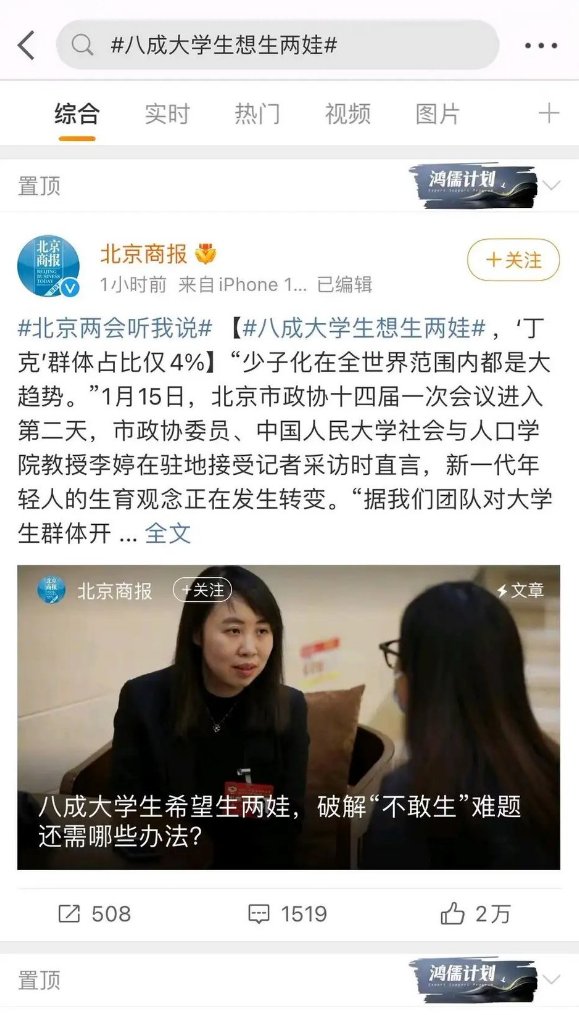 #八成大学生想生两娃#
综合 实时 热门 视频 图片
置顶
鸿儒计划
北京
商报
BEIJING
BUSINESS
TODAY
北京商报
+关注
1小时前 来自 iPhone 1... 已编辑
#北京两会听我说# 【#八成大学生想生两娃#，‘丁
克’群体占比仅4%】“少子化在全世界范围内都是大
趋势。”1月15日，北京市政协十四届一次会议进入
第二天，市政协委员、中国人民大学社会与人口学
院教授李婷在驻地接受记者采访时直言，新一代年
轻人的生育观念正在发生转变。“据我们团队对大学
生群体开 ... 全文
北京商报 +关注
文章
八成大学生希望生两娃，破解“不敢生”难题
还需哪些办法？
508 1519 2万
置顶
鸿儒计划